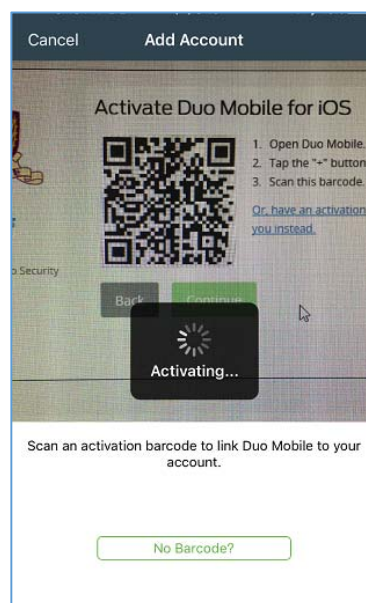 Cancel
Add Account
Activate Duo Mobile for iOS
1. Open Duo Mobile.
2. Tap the "+" button
3. Scan this barcode.
Or, have an activation
you instead.
Security
Back
Continue
Activating...
Scan an activation barcode to link Duo Mobile to your
account.
No Barcode?